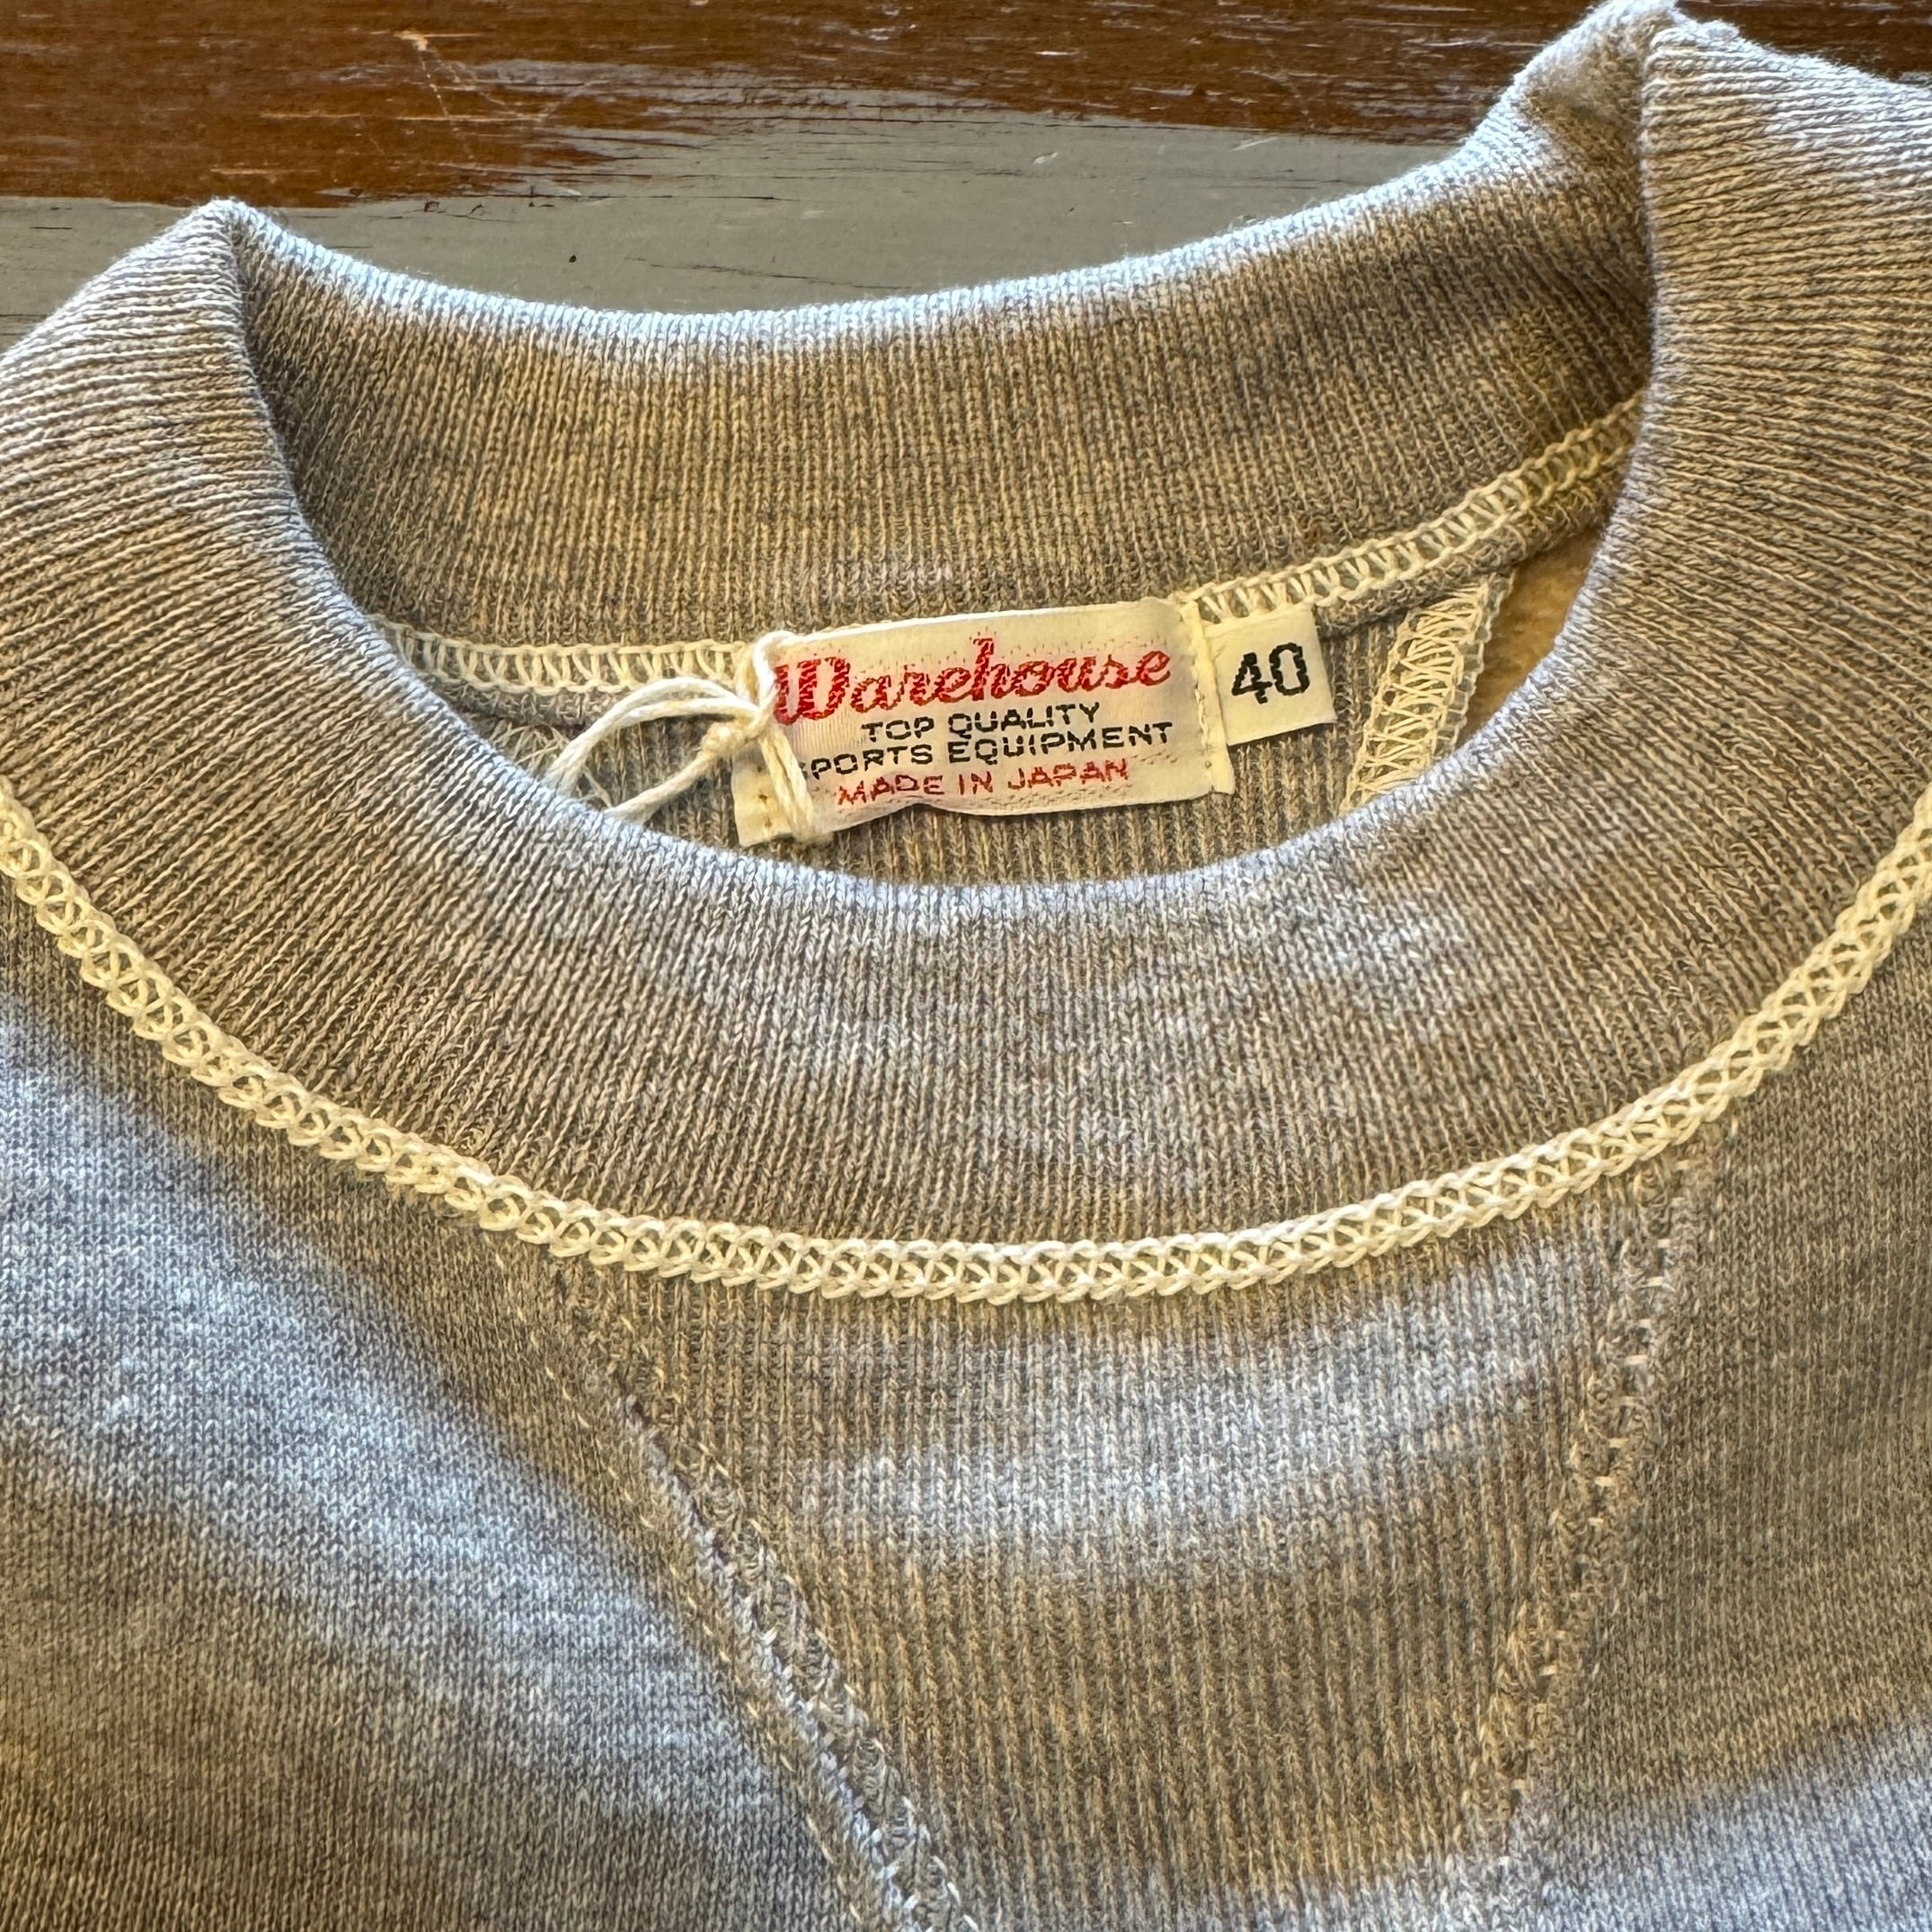 Warehouse
40
TOP QUALITY
SPORTS EQUIPMENT
MADE IN JAPAN